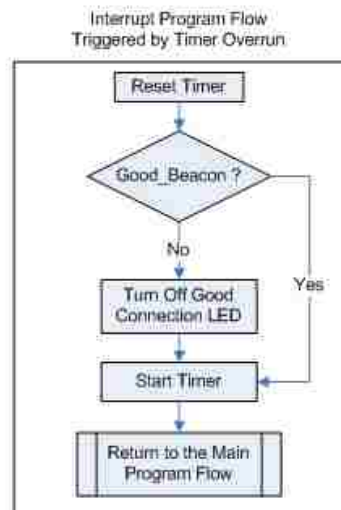 Interrupt Program Flow
Triggered by Timer Overrun
Reset Timer
Good_Beacon ?
No
Yes
Turn Off Good
Connection LED
Start Timer
Return to the Main
Program Flow